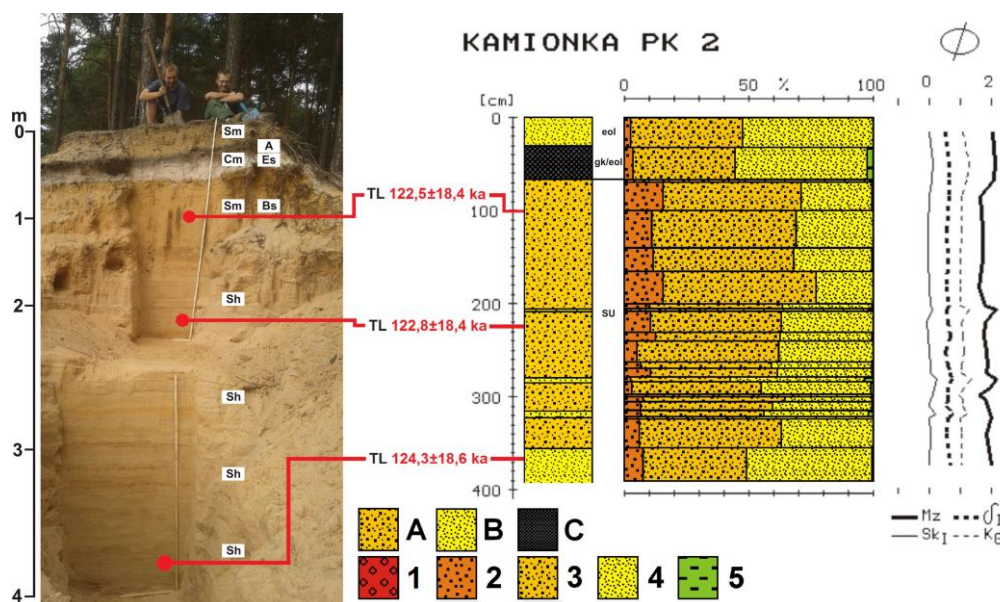 KAMIONKA PK 2
m
0
1
2
3
4
Sm
A
Cm Es
Sm Bs
Sh
Sh
Sh
Sh
TL 122,5±18,4 ka
TL 122,8±18,4 ka
TL 124,3±18,6 ka
[cm]
0
100
200
300
400
eol
gk/eol
SU
0 50 % 100
0 2
A B C
1 2 3 4 5
Mz
Sk I
K G